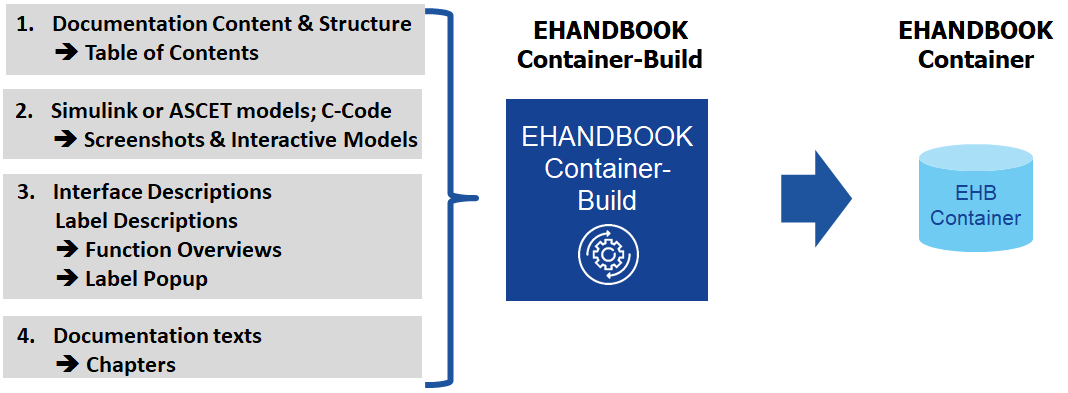 1. Documentation Content & Structure
➔ Table of Contents
2. Simulink or ASCET models; C-Code
➔ Screenshots & Interactive Models
3. Interface Descriptions
Label Descriptions
➔ Function Overviews
➔ Label Popup
4. Documentation texts
➔ Chapters
EHANDBOOK
Container-Build
EHANDBOOK
Container-
Build
EHANDBOOK
Container
EHB
Container